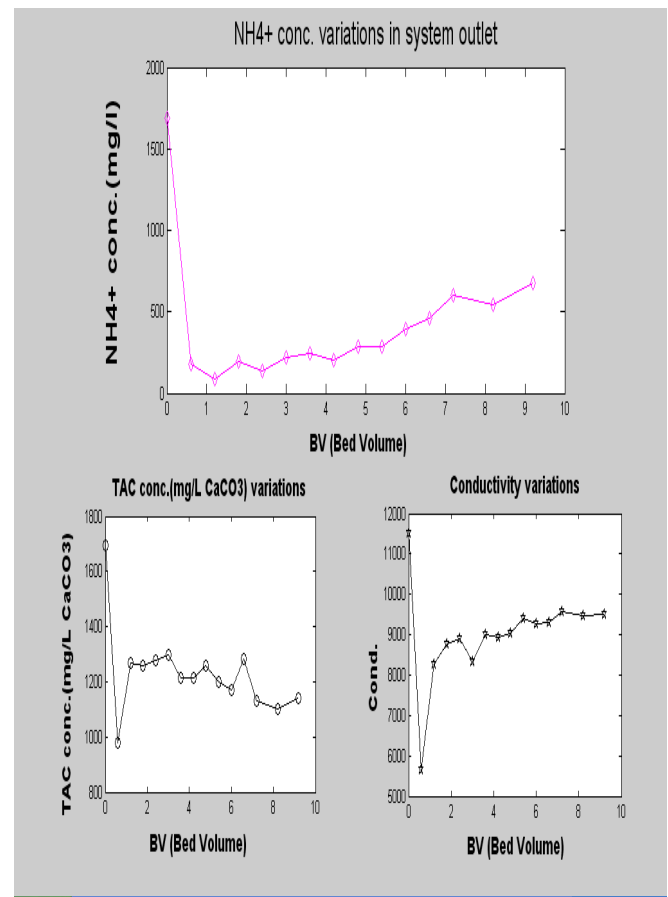 NH4+ conc. variations in system outlet
NH4+ conc.(mg/l)
2000
1500
1000
500
0
0 1 2 3 4 5 6 7 8 9 10
BV (Bed Volume)
TAC conc.(mg/L CaCO3) variations
TAC conc.(mg/L CaCO3)
1800
1600
1400
1200
1000
800
0 2 4 6 8 10
BV (Bed Volume)
Conductivity variations
Cond.
12000
11000
10000
9000
8000
7000
6000
5000
0 2 4 6 8 10
BV (Bed Volume)